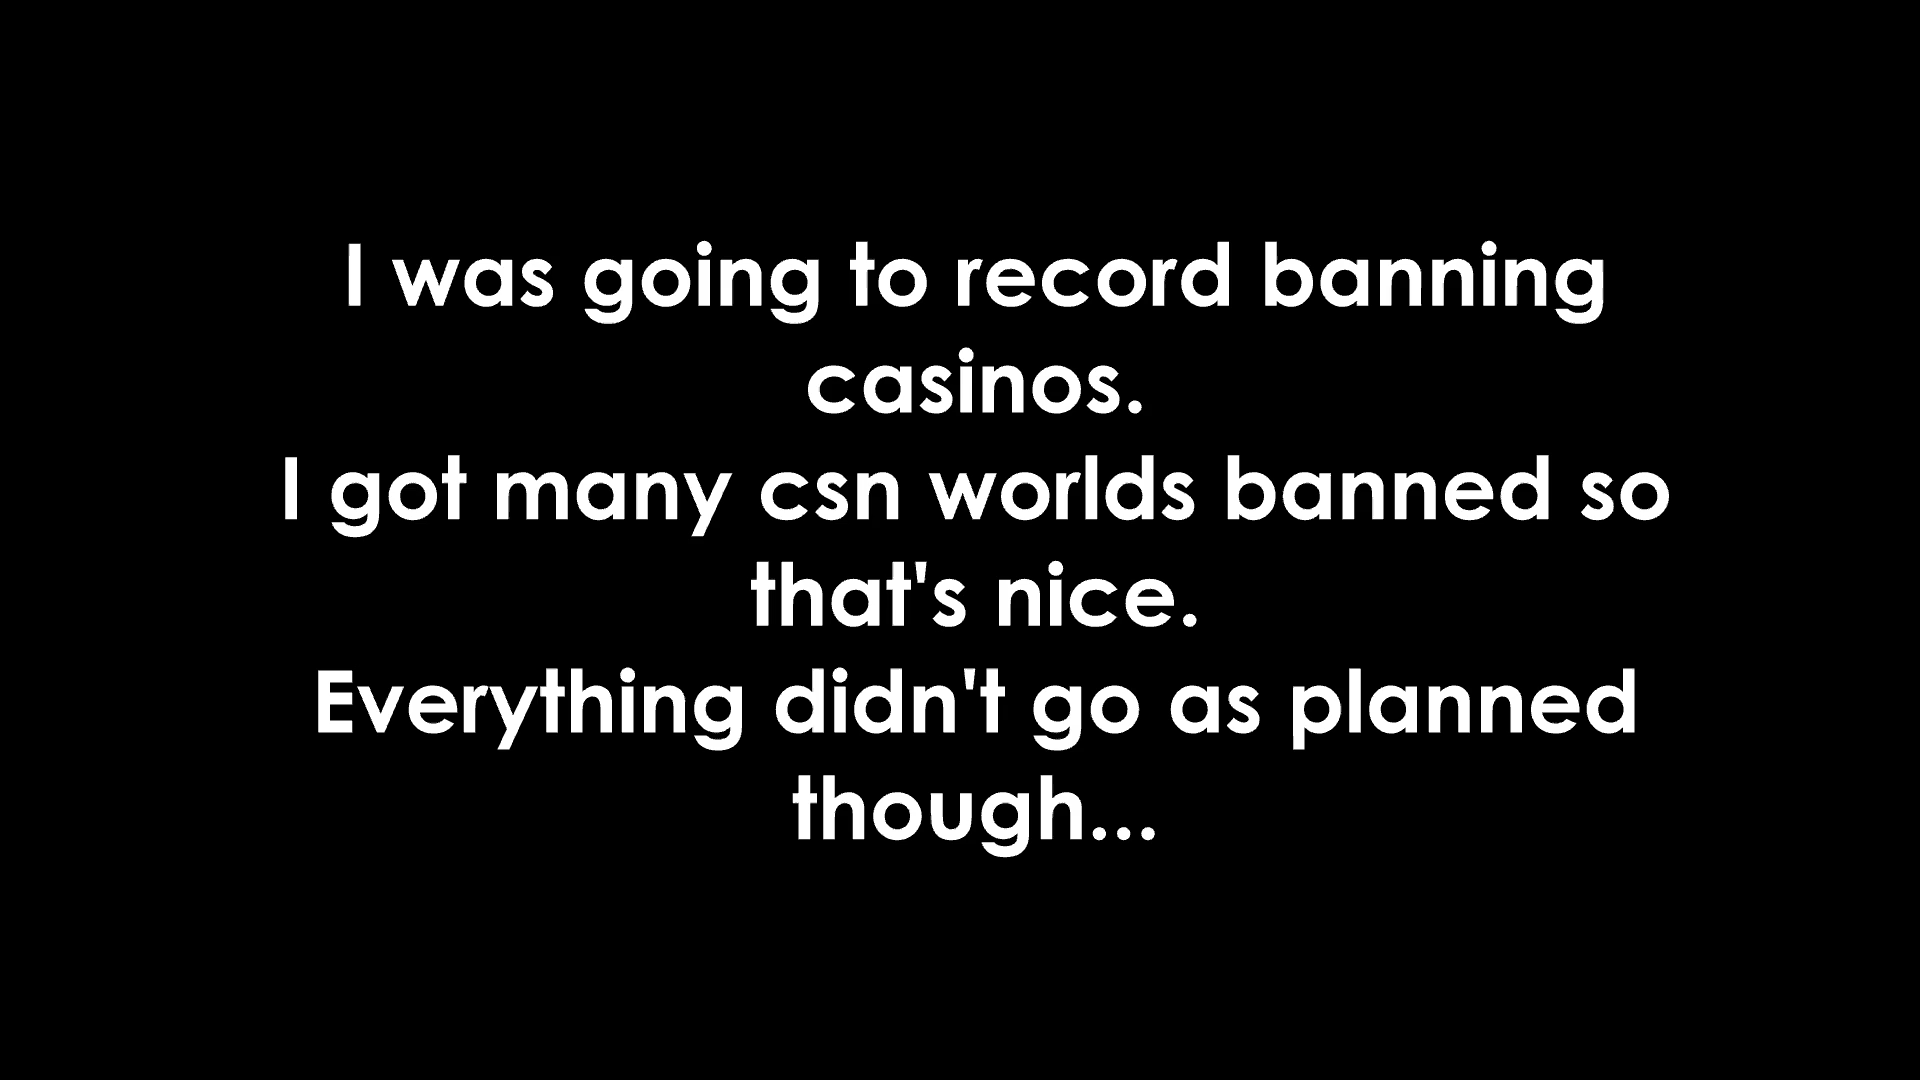 I was going to record banning
casinos.
I got many csn worlds banned so
that's nice.
Everything didn't go as planned
though...